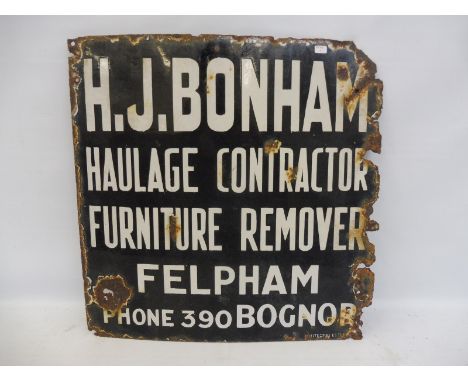 H.J.BONHAM
HAULAGE CONTRACTOR
FURNITURE REMOVER
FELPHAM
PHONE 390 BOGNOR